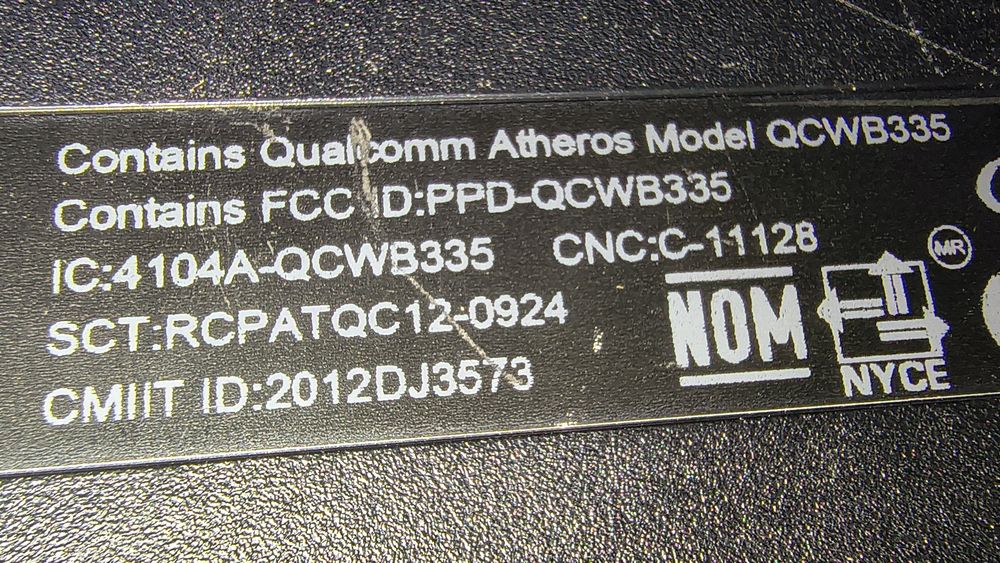 Contains Qualcomm Atheros Model QCWB335
Contains FCC ID:PPD-QCWB335
IC:4104A-QCWB335 CNC:C-11128
SCT:RCPATQC12-0924
CMIIT ID:2012DJ3573
NOM
MR
NYCE